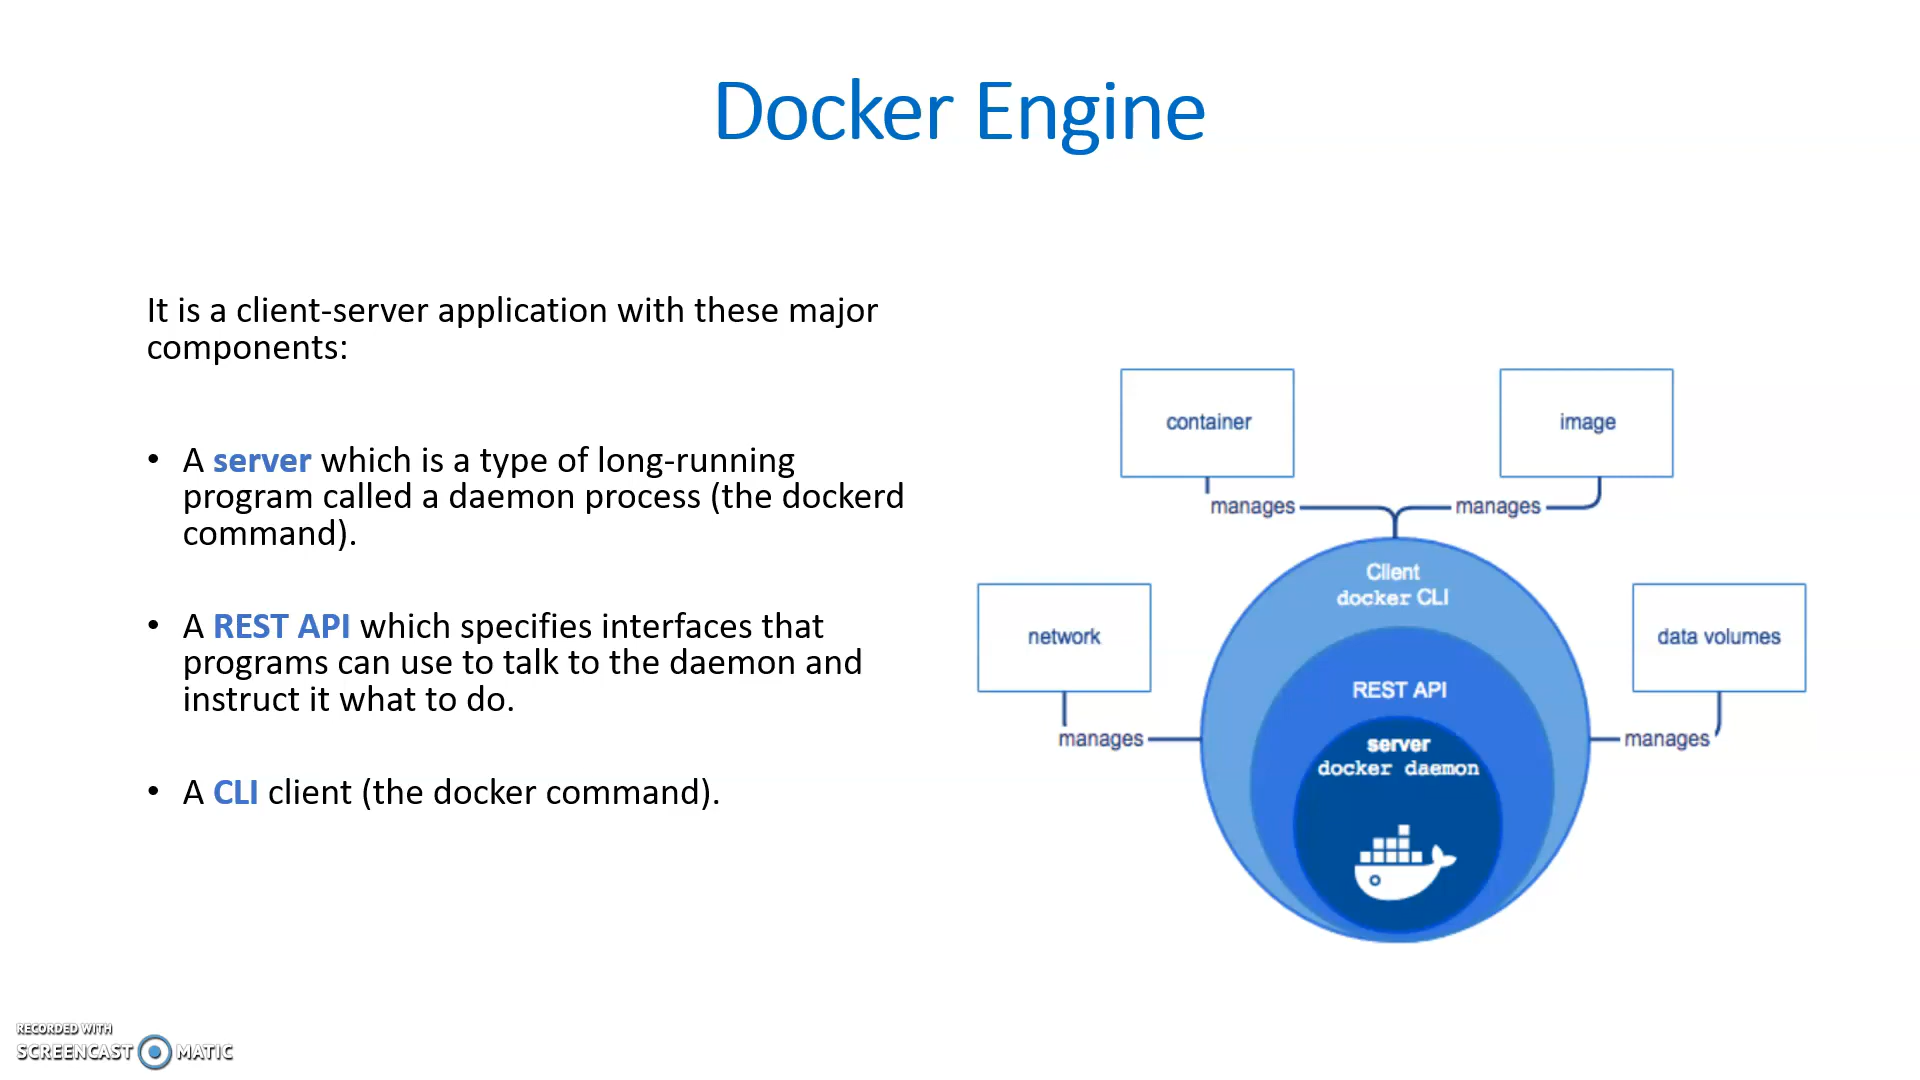 Docker Engine
It is a client-server application with these major
components:
• A server which is a type of long-running
program called a daemon process (the dockerd
command).
• A REST API which specifies interfaces that
programs can use to talk to the daemon and
instruct it what to do.
• A CLI client (the docker command).
container
image
manages
manages
Client
docker CLI
network
data volumes
REST API
manages
server
docker daemon
manages
RECORDED WITH
SCREENCAST MATIC